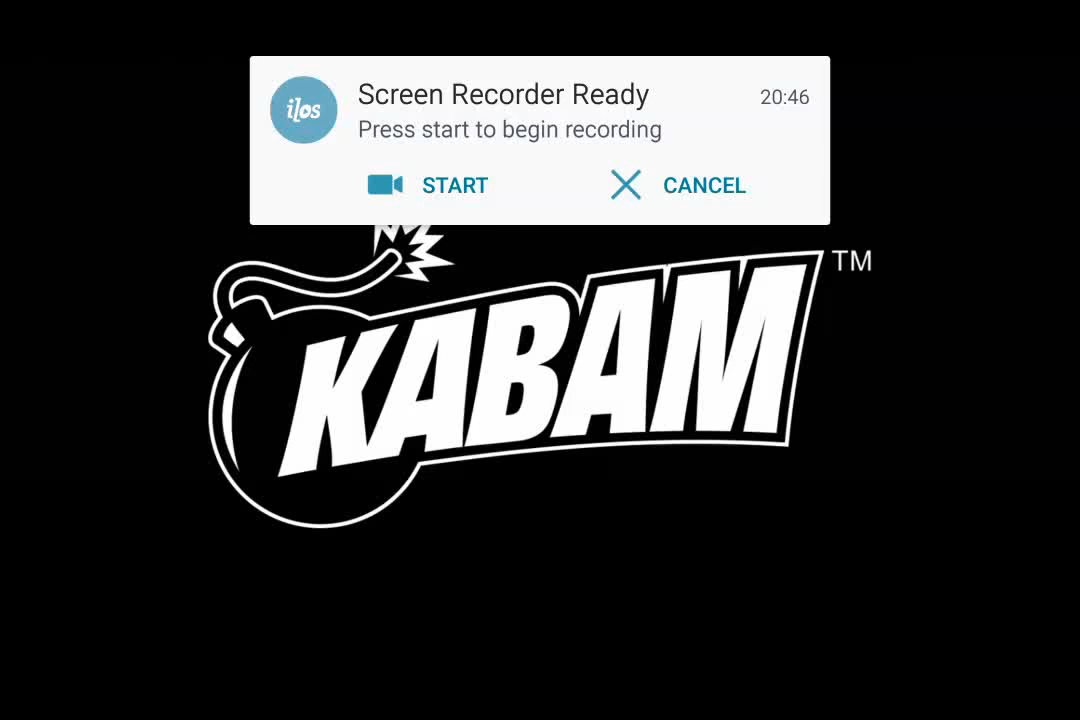 ilos
Screen Recorder Ready
20:46
Press start to begin recording
START
CANCEL
KABAM
TM